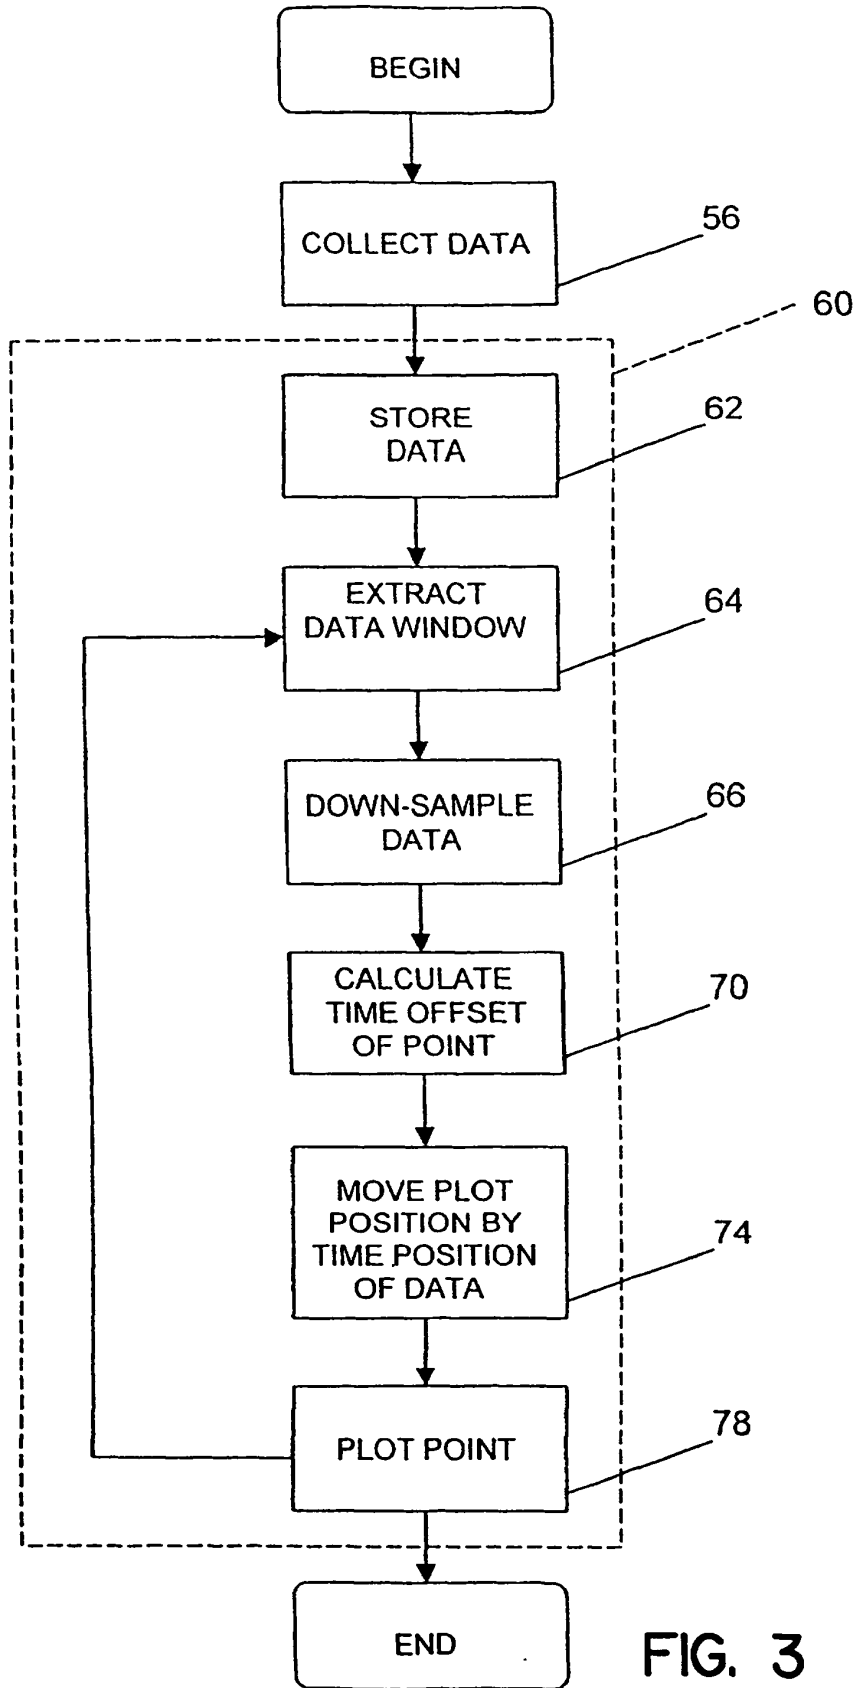 BEGIN
COLLECT DATA
56
60
STORE
DATA
62
EXTRACT
DATA WINDOW
64
DOWN-SAMPLE
DATA
66
CALCULATE
TIME OFFSET
OF POINT
70
MOVE PLOT
POSITION BY
TIME POSITION
OF DATA
74
PLOT POINT
78
END
FIG. 3